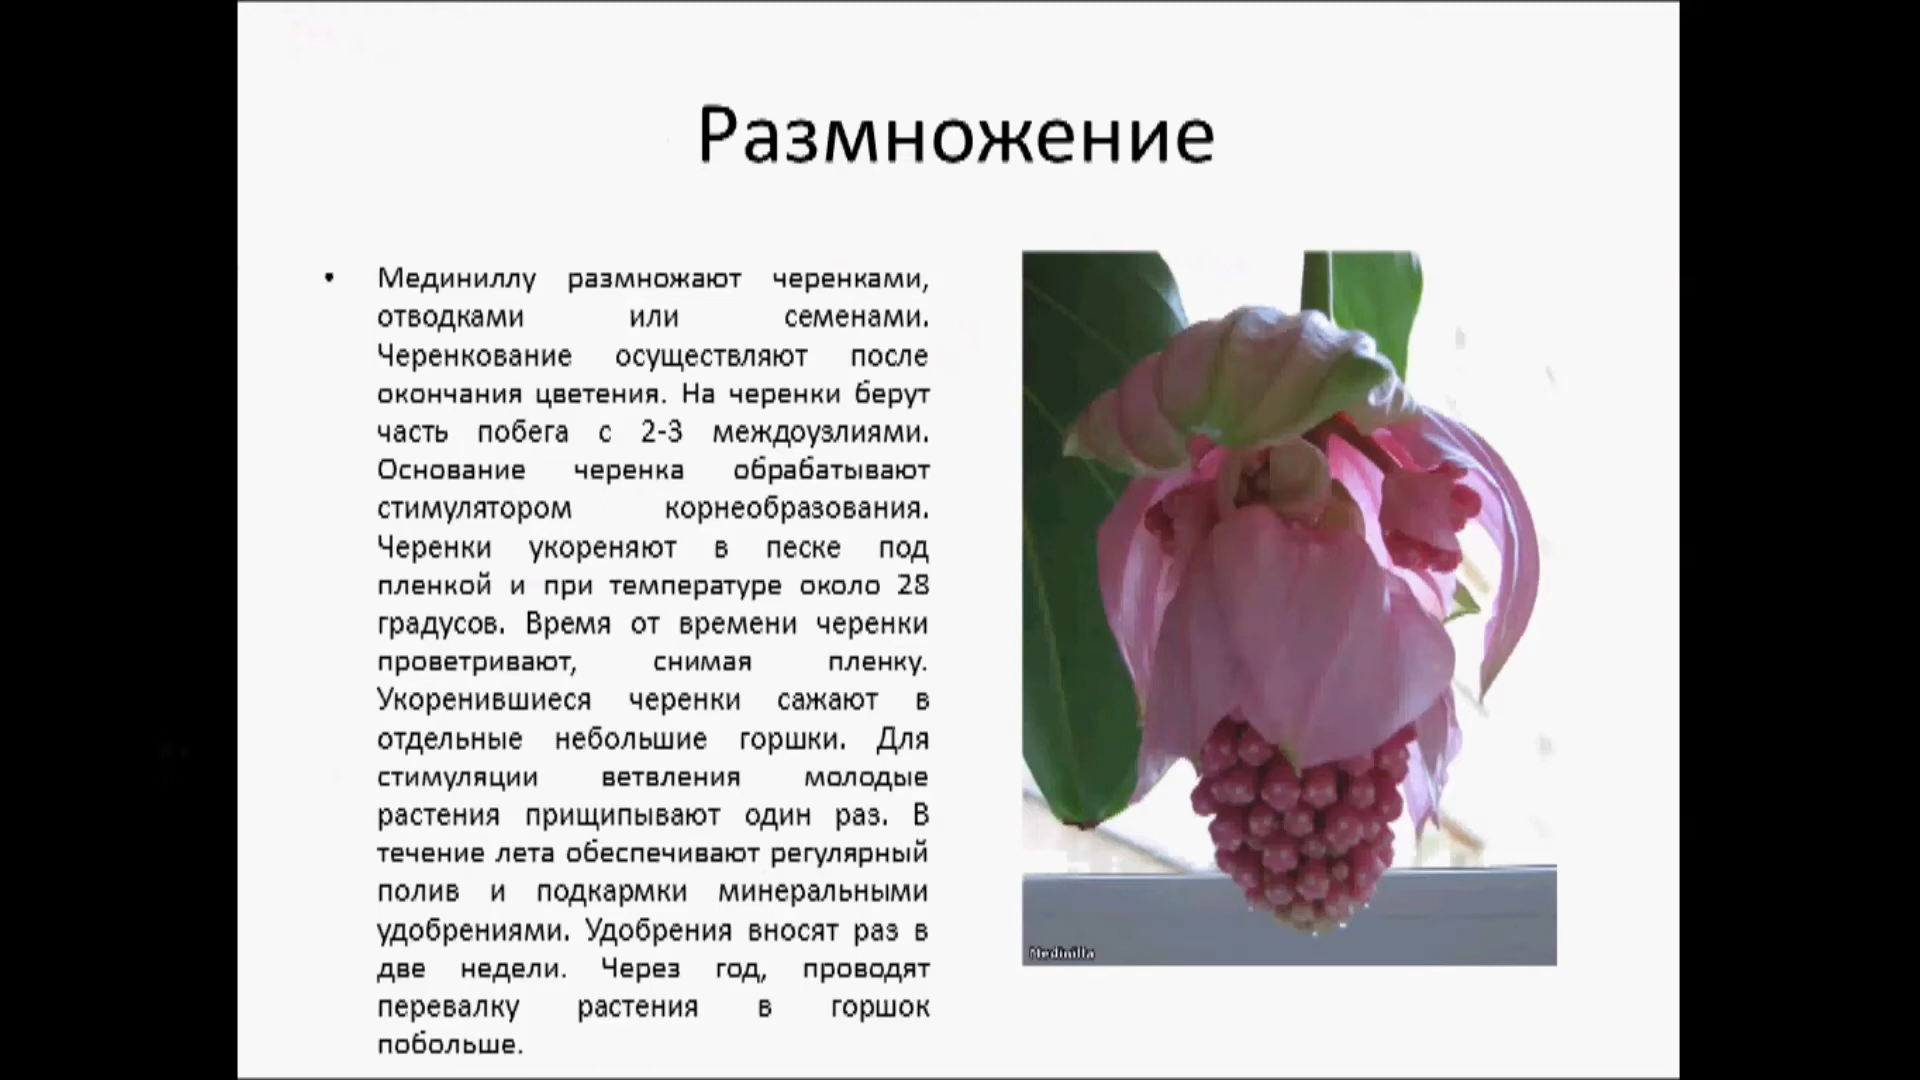 Размножение
• Мединиллу размножают черенками,
отводками или семенами.
Черенкование осуществляют после
окончания цветения. На черенки берут
часть побега с 2-3 междоузлиями.
Основание черенка обрабатывают
стимулятором корнеобразования.
Черенки укореняют в песке под
пленкой и при температуре около 28
градусов. Время от времени черенки
проветривают, снимая пленку.
Укоренившиеся черенки сажают в
отдельные небольшие горшки. Для
стимуляции ветвления молодые
растения прищипывают один раз. В
течение лета обеспечивают регулярный
полив и подкармки минеральными
удобрениями. Удобрения вносят раз в
две недели. Через год, проводят
перевалку растения в горшок
побольше.
Medinilla